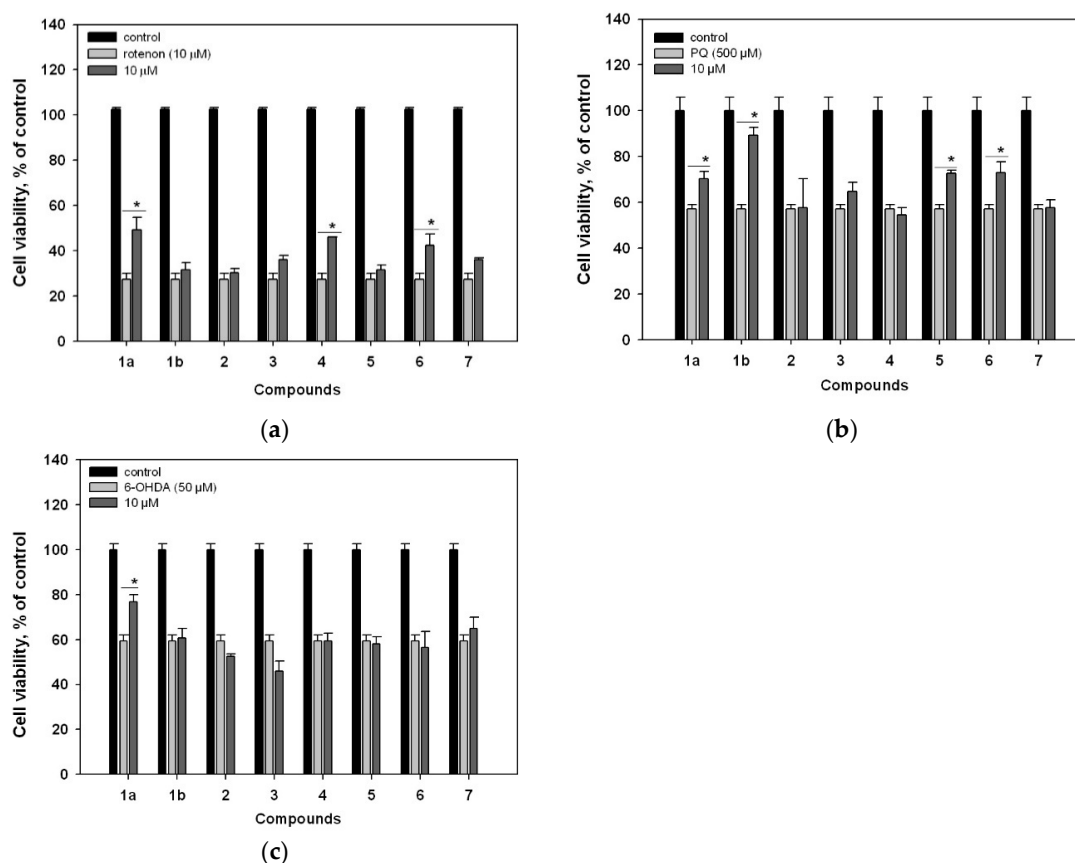 140
120
100
80
60
40
20
0
control
rotenon (10 µM)
10 µM
Cell viability, % of control
* * *
1a 1b 2 3 4 5 6 7
Compounds
(a)
140
120
100
80
60
40
20
0
control
PQ (500 µM)
10 µM
Cell viability, % of control
* * * *
1a 1b 2 3 4 5 6 7
Compounds
(b)
140
120
100
80
60
40
20
0
control
6-OHDA (50 µM)
10 µM
Cell viability, % of control
*
1a 1b 2 3 4 5 6 7
Compounds
(c)